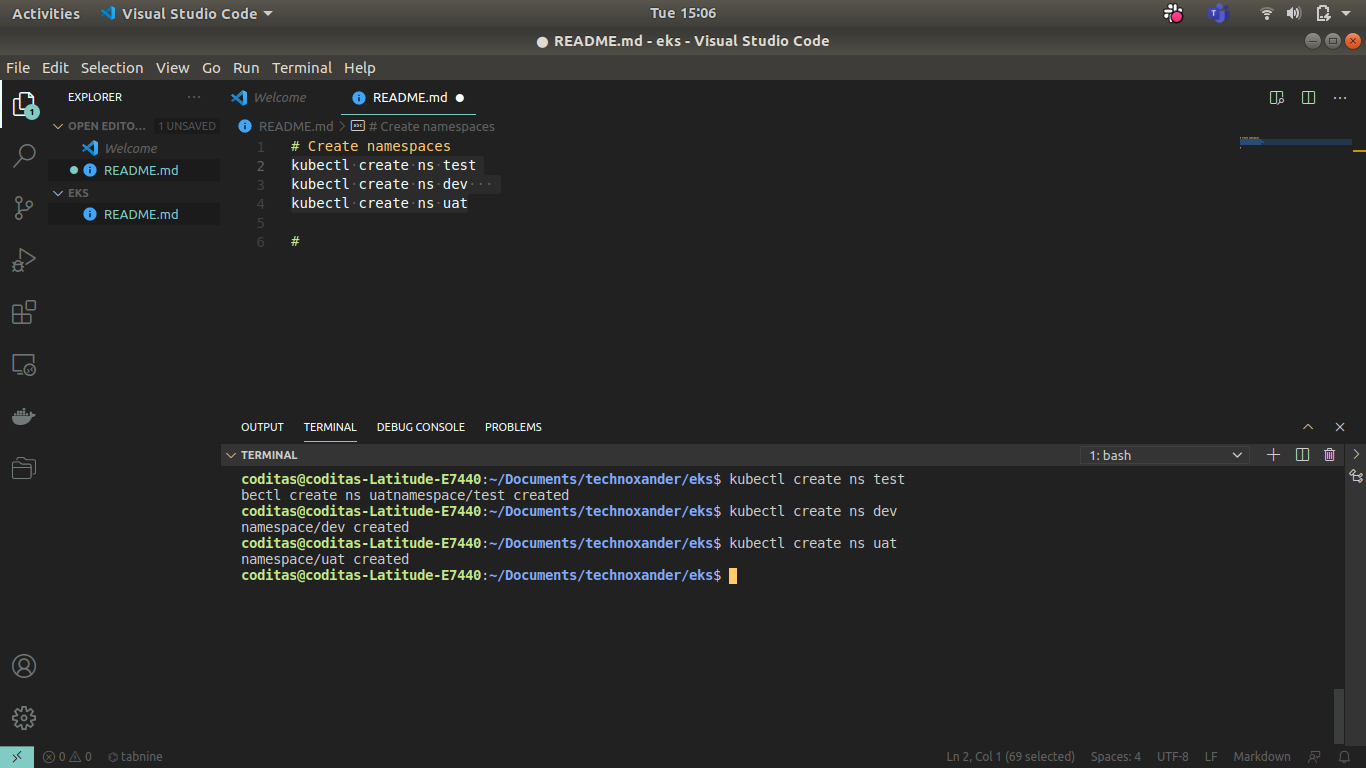 Activities
Visual Studio Code
Tue 15:06
README.md - eks - Visual Studio Code
File Edit Selection View Go Run Terminal Help
EXPLORER
1
OPEN EDITO... 1 UNSAVED
Welcome
README.md
EKS
README.md
Welcome
README.md
README.md > # Create namespaces
1 # Create namespaces
2 kubectl create ns test
3 kubectl create ns dev
4 kubectl create ns uat
5
6 #
OUTPUT TERMINAL DEBUG CONSOLE PROBLEMS
TERMINAL
1: bash
coditas@coditas-Latitude-E7440:~/Documents/technoxander/eks$ kubectl create ns test
bectl create ns uatnamespace/test created
coditas@coditas-Latitude-E7440:~/Documents/technoxander/eks$ kubectl create ns dev
namespace/dev created
coditas@coditas-Latitude-E7440:~/Documents/technoxander/eks$ kubectl create ns uat
namespace/uat created
coditas@coditas-Latitude-E7440:~/Documents/technoxander/eks$
0 0 tabnine
Ln 2, Col 1 (69 selected) Spaces: 4 UTF-8 LF Markdown